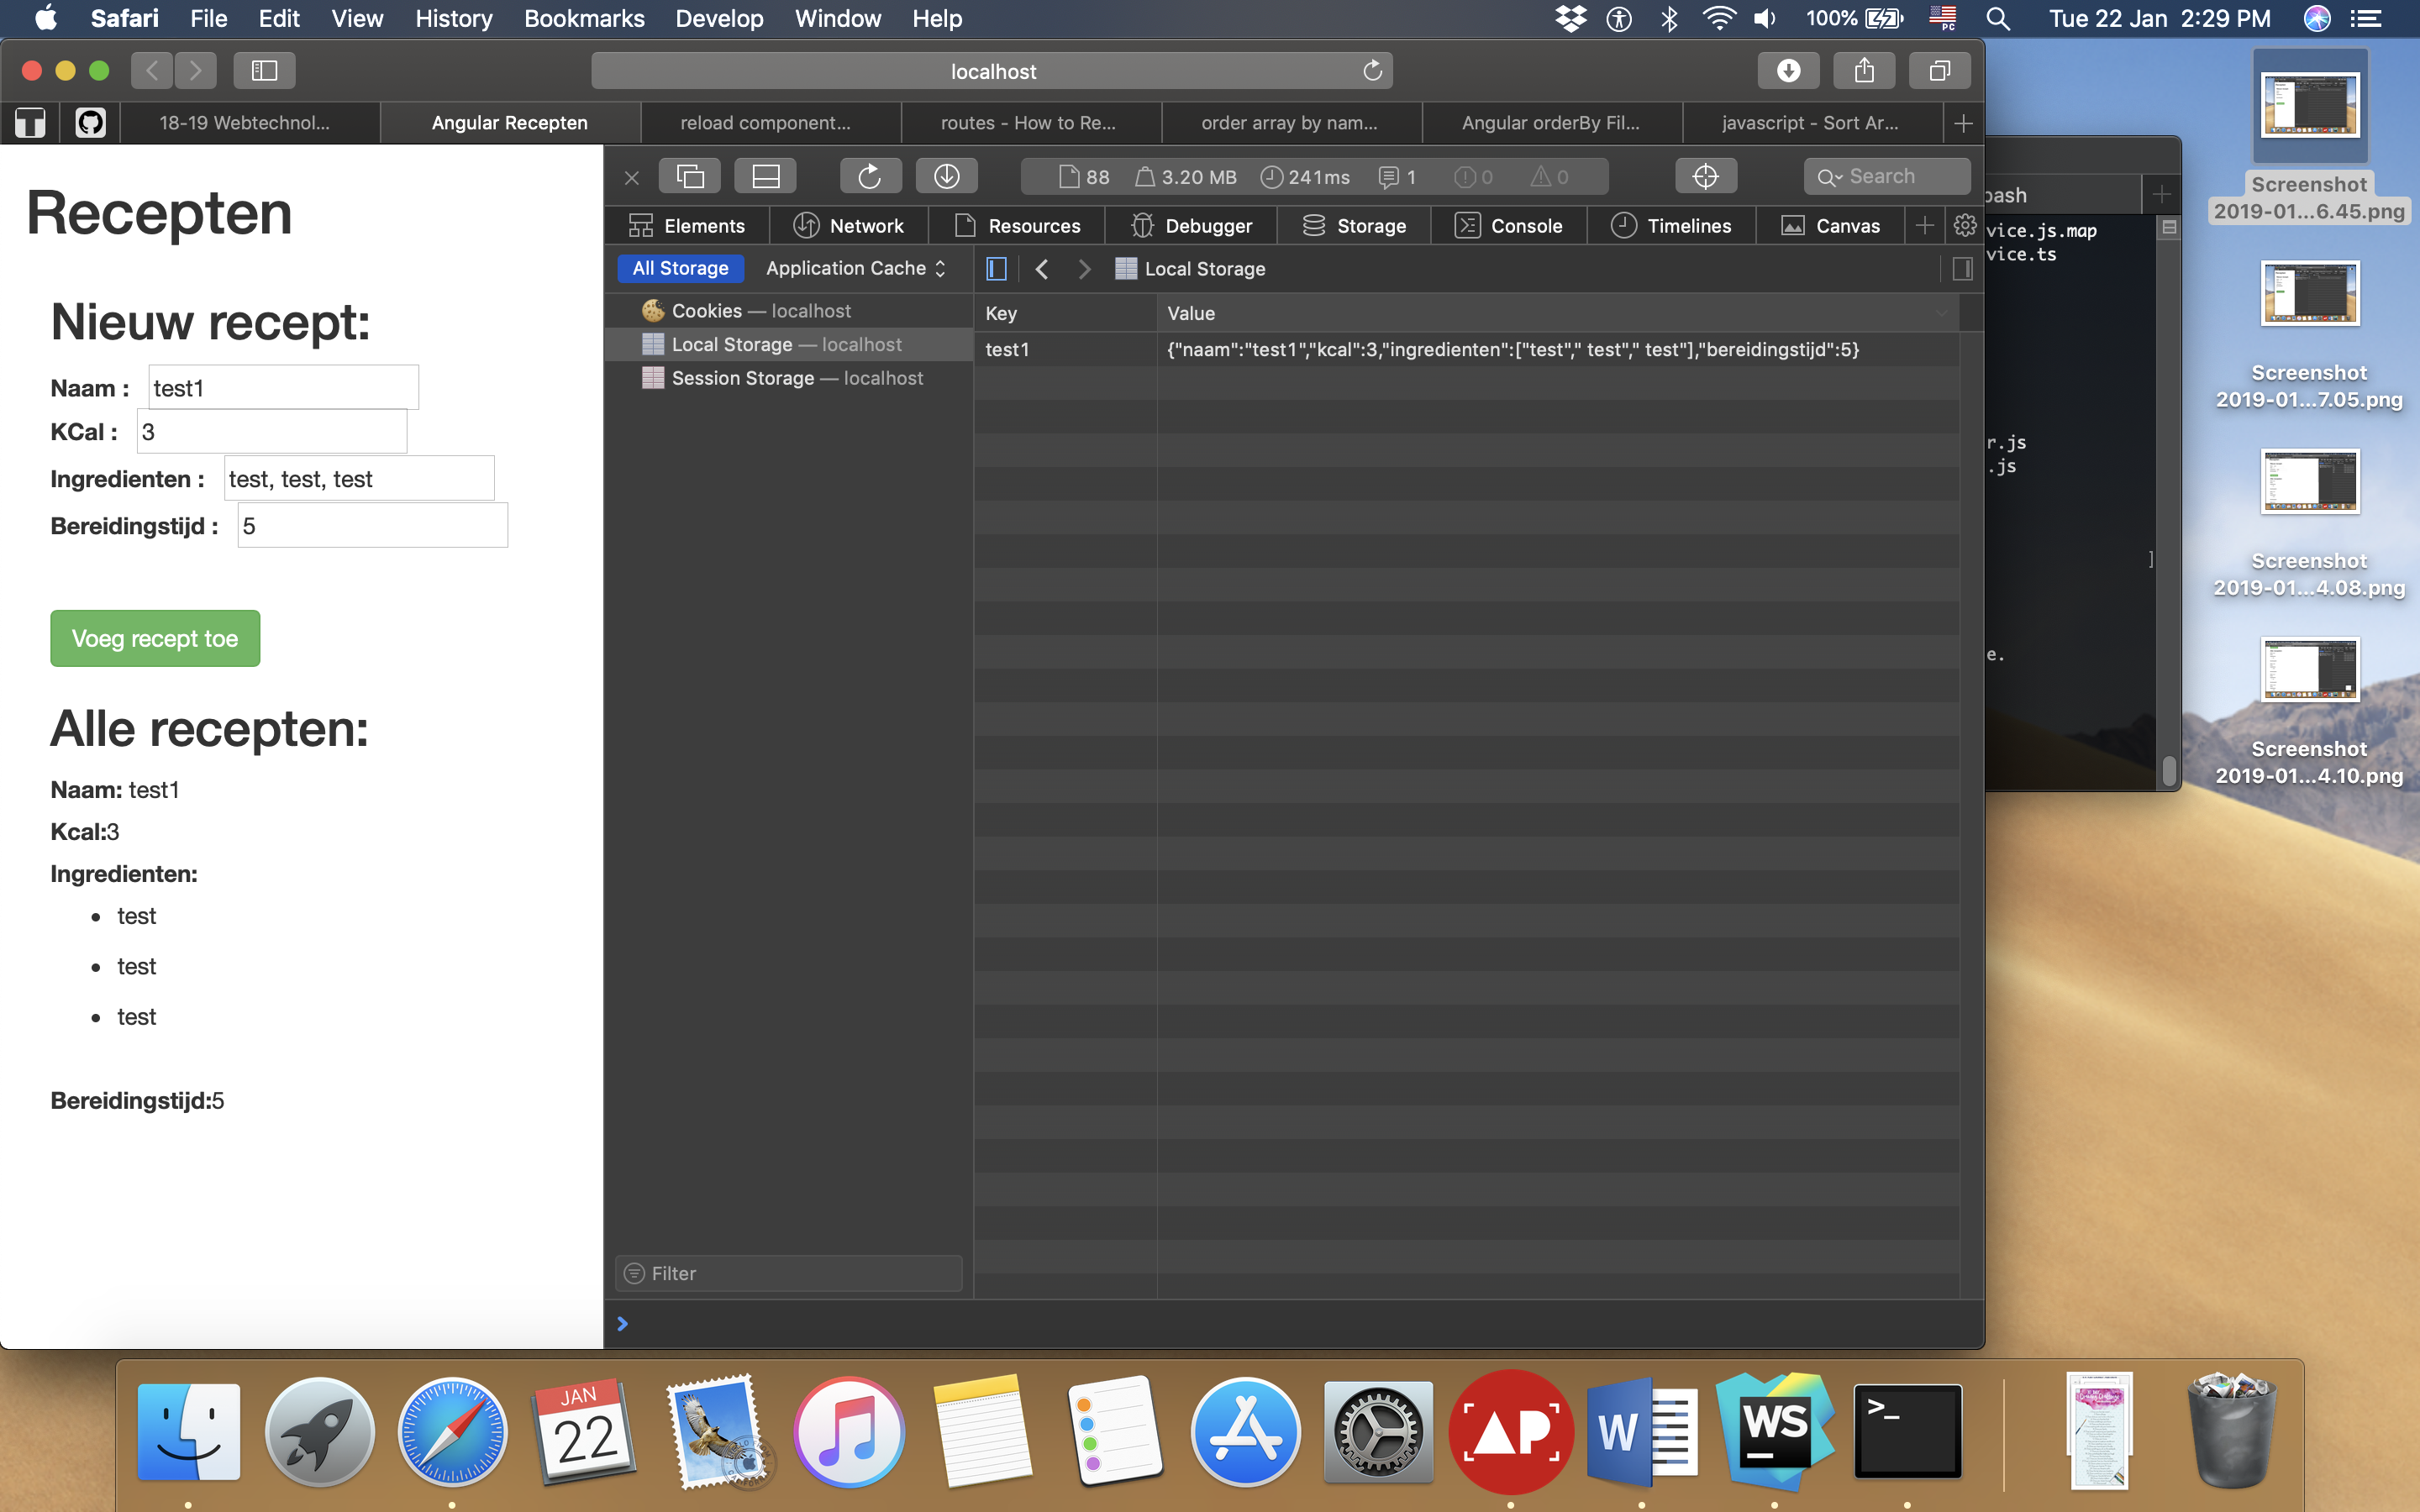 Safari File Edit View History Bookmarks Develop Window Help 100% PC Tue 22 Jan 2:29 PM
localhost
18-19 Webtechnol... Angular Recepten reload component... routes - How to Re... order array by nam... Angular orderBy Fil... javascript - Sort Ar...
88 3.20 MB 241ms 1 0 0 Search
Elements Network Resources Debugger Storage Console Timelines Canvas
All Storage Application Cache Local Storage
Cookies — localhost
Local Storage — localhost
Session Storage — localhost
Key Value
test1 {"naam":"test1","kcal":3,"ingredienten":["test"," test"," test"],"bereidingstijd":5}
Filter
Recepten
Nieuw recept:
Naam : test1
KCal : 3
Ingredienten : test, test, test
Bereidingstijd : 5
Voeg recept toe
Alle recepten:
Naam: test1
Kcal:3
Ingredienten:
• test
• test
• test
Bereidingstijd:5
bash
vice.js.map
vice.ts
r.js
.js
]
e.
Screenshot
2019-01...6.45.png
Screenshot
2019-01...7.05.png
Screenshot
2019-01...4.08.png
Screenshot
2019-01...4.10.png
JAN
22
AP
W
WS
>_